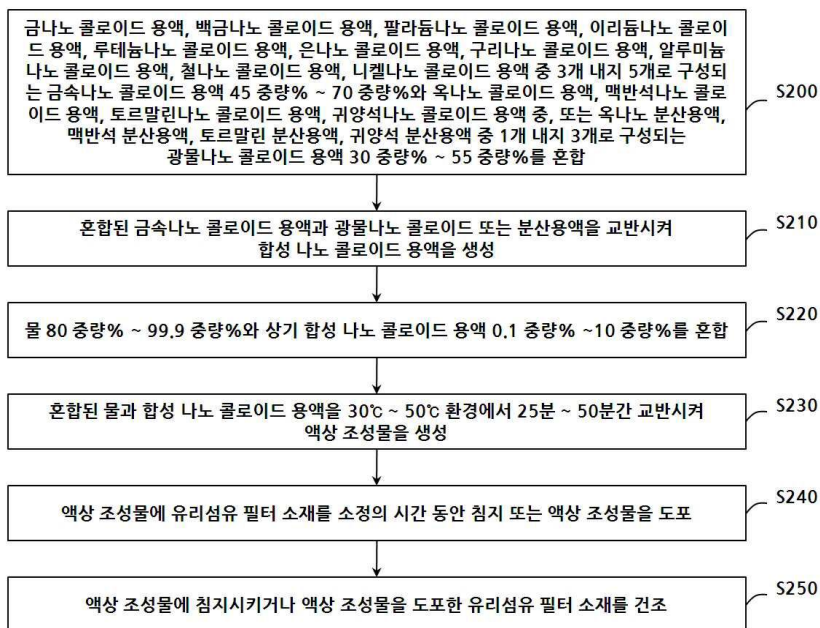 금나노 콜로이드 용액, 백금나노 콜로이드 용액, 팔라듐나노 콜로이드 용액, 이리듐나노 콜로이
드 용액, 루테늄나노 콜로이드 용액, 은나노 콜로이드 용액, 구리나노 콜로이드 용액, 알루미늄
나노 콜로이드 용액, 철나노 콜로이드 용액, 니켈나노 콜로이드 용액 중 3개 내지 5개로 구성되
는 금속나노 콜로이드 용액 45 중량% ~ 70 중량%와 옥나노 콜로이드 용액, 맥반석나노 콜로
이드 용액, 토르말린나노 콜로이드 용액, 귀양석나노 콜로이드 용액 중, 또는 옥나노 분산용액,
맥반석 분산용액, 토르말린 분산용액, 귀양석 분산용액 중 1개 내지 3개로 구성되는
광물나노 콜로이드 용액 30 중량% ~ 55 중량%를 혼합
S200
혼합된 금속나노 콜로이드 용액과 광물나노 콜로이드 또는 분산용액을 교반시켜
합성 나노 콜로이드 용액을 생성
S210
물 80 중량% ~ 99.9 중량%와 상기 합성 나노 콜로이드 용액 0.1 중량% ~10 중량%를 혼합
S220
혼합된 물과 합성 나노 콜로이드 용액을 30℃ ~ 50℃ 환경에서 25분 ~ 50분간 교반시켜
액상 조성물을 생성
S230
액상 조성물에 유리섬유 필터 소재를 소정의 시간 동안 침지 또는 액상 조성물을 도포
S240
액상 조성물에 침지시키거나 액상 조성물을 도포한 유리섬유 필터 소재를 건조
S250